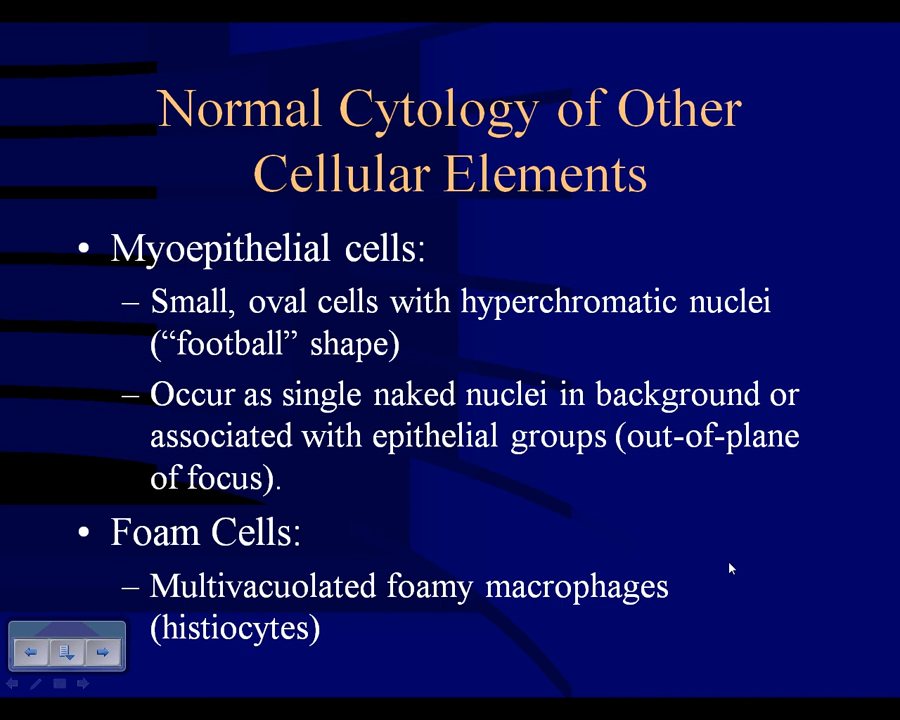 Normal Cytology of Other
Cellular Elements
• Myoepithelial cells:
– Small, oval cells with hyperchromatic nuclei
(“football” shape)
– Occur as single naked nuclei in background or
associated with epithelial groups (out-of-plane
of focus).
• Foam Cells:
– Multivacuolated foamy macrophages
(histiocytes)